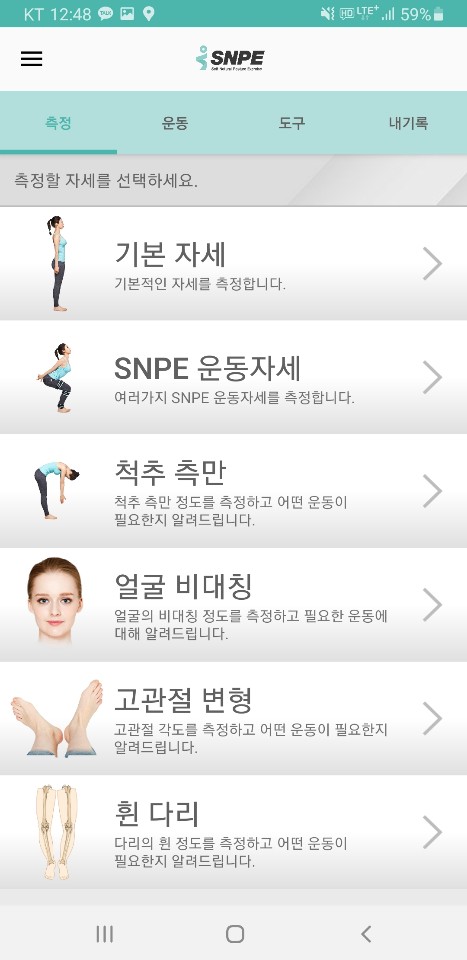 KT 12:48 TALK HD LTE+ 59%
SNPE
Self Natural Posture Exercise
측정 운동 도구 내기록
측정할 자세를 선택하세요.
기본 자세
기본적인 자세를 측정합니다.
SNPE 운동자세
여러가지 SNPE 운동자세를 측정합니다.
척추 측만
척추 측만 정도를 측정하고 어떤 운동이
필요한지 알려드립니다.
얼굴 비대칭
얼굴의 비대칭 정도를 측정하고 필요한 운동에
대해 알려드립니다.
고관절 변형
고관절 각도를 측정하고 어떤 운동이 필요한지
알려드립니다.
휜 다리
다리의 휜 정도를 측정하고 어떤 운동이
필요한지 알려드립니다.